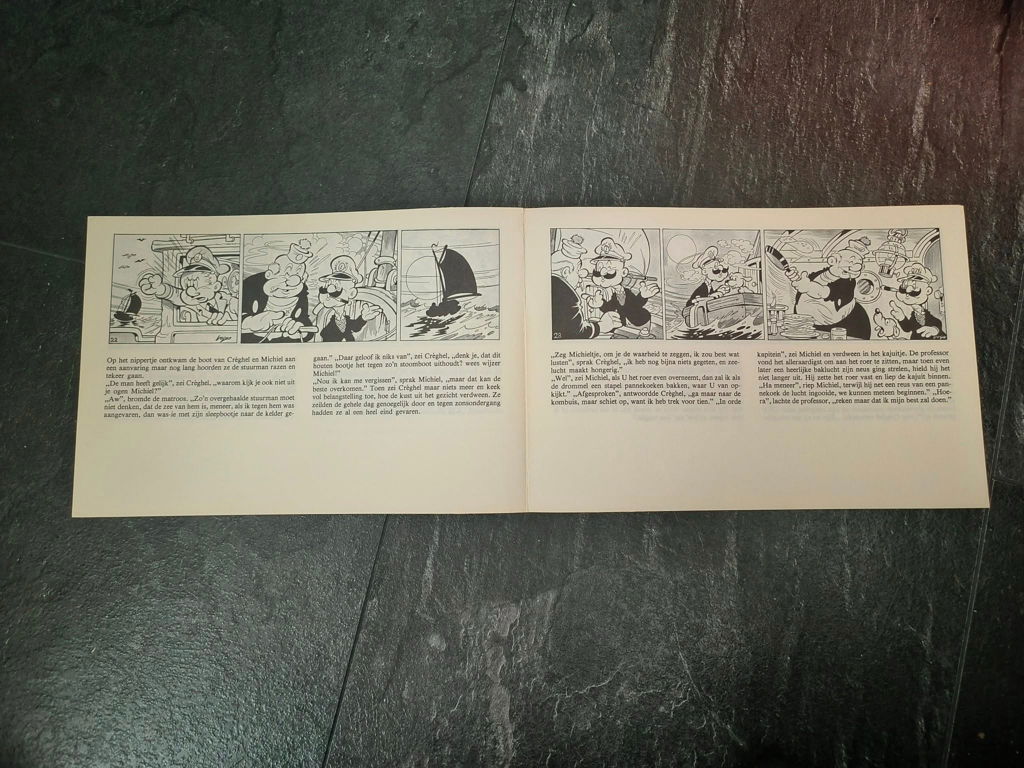 22
Op het nippertje ontkwam de boot van Crèghel en Michiel aan
een aanvaring maar nog lang hoorden ze de stuurman razen en
tekeer gaan.
„De man heeft gelijk”, zei Crèghel, „waarom kijk je ook niet uit
je ogen Michiel?”
„Aw”, bromde de matroos. „Zo'n overgehaalde stuurman moet
niet denken, dat de zee van hem is, meneer, als ik tegen hem was
aangevaren, dan was-ie met zijn sleepbootje naar de kelder ge-
gaan.” „Daar geloof ik niks van”, zei Crèghel, „denk je, dat dit
houten bootje het tegen zo'n stoomboot uithoudt? wees wijzer
Michiel!”
„Nou ik kan me vergissen”, sprak Michiel, „maar dat kan de
beste overkomen.” Toen zei Crèghel maar niets meer en keek
vol belangstelling toe, hoe de kust uit het gezicht verdween. Ze
zeilden de gehele dag genoegelijk door en tegen zonsondergang
hadden ze al een heel eind gevaren.
23
„Zeg Michieltje, om je de waarheid te zeggen, ik zou best wat
lusten”, sprak Crèghel, „ik heb nog bijna niets gegeten, en zee-
lucht maakt hongerig.”
„Wel”, zei Michiel, als U het roer even overneemt, dan zal ik als
de drommel een stapel pannekoeken bakken, waar U van op-
kijkt.” „Afgesproken”, antwoordde Crèghel, „ga maar naar de
kombuis, maar schiet op, want ik heb trek voor tien.” „In orde
kapitein”, zei Michiel en verdween in het kajuitje. De professor
vond het alleraardigst om aan het roer te zitten, maar toen even
later een heerlijke baklucht zijn neus ging strelen, hield hij het
niet langer uit. Hij zette het roer vast en liep de kajuit binnen.
„Ha meneer”, riep Michiel, terwijl hij net een reus van een pan-
nekoek de lucht ingooide, we kunnen meteen beginnen.” „Hoe-
ra”, lachte de professor, „reken maar dat ik mijn best zal doen.”